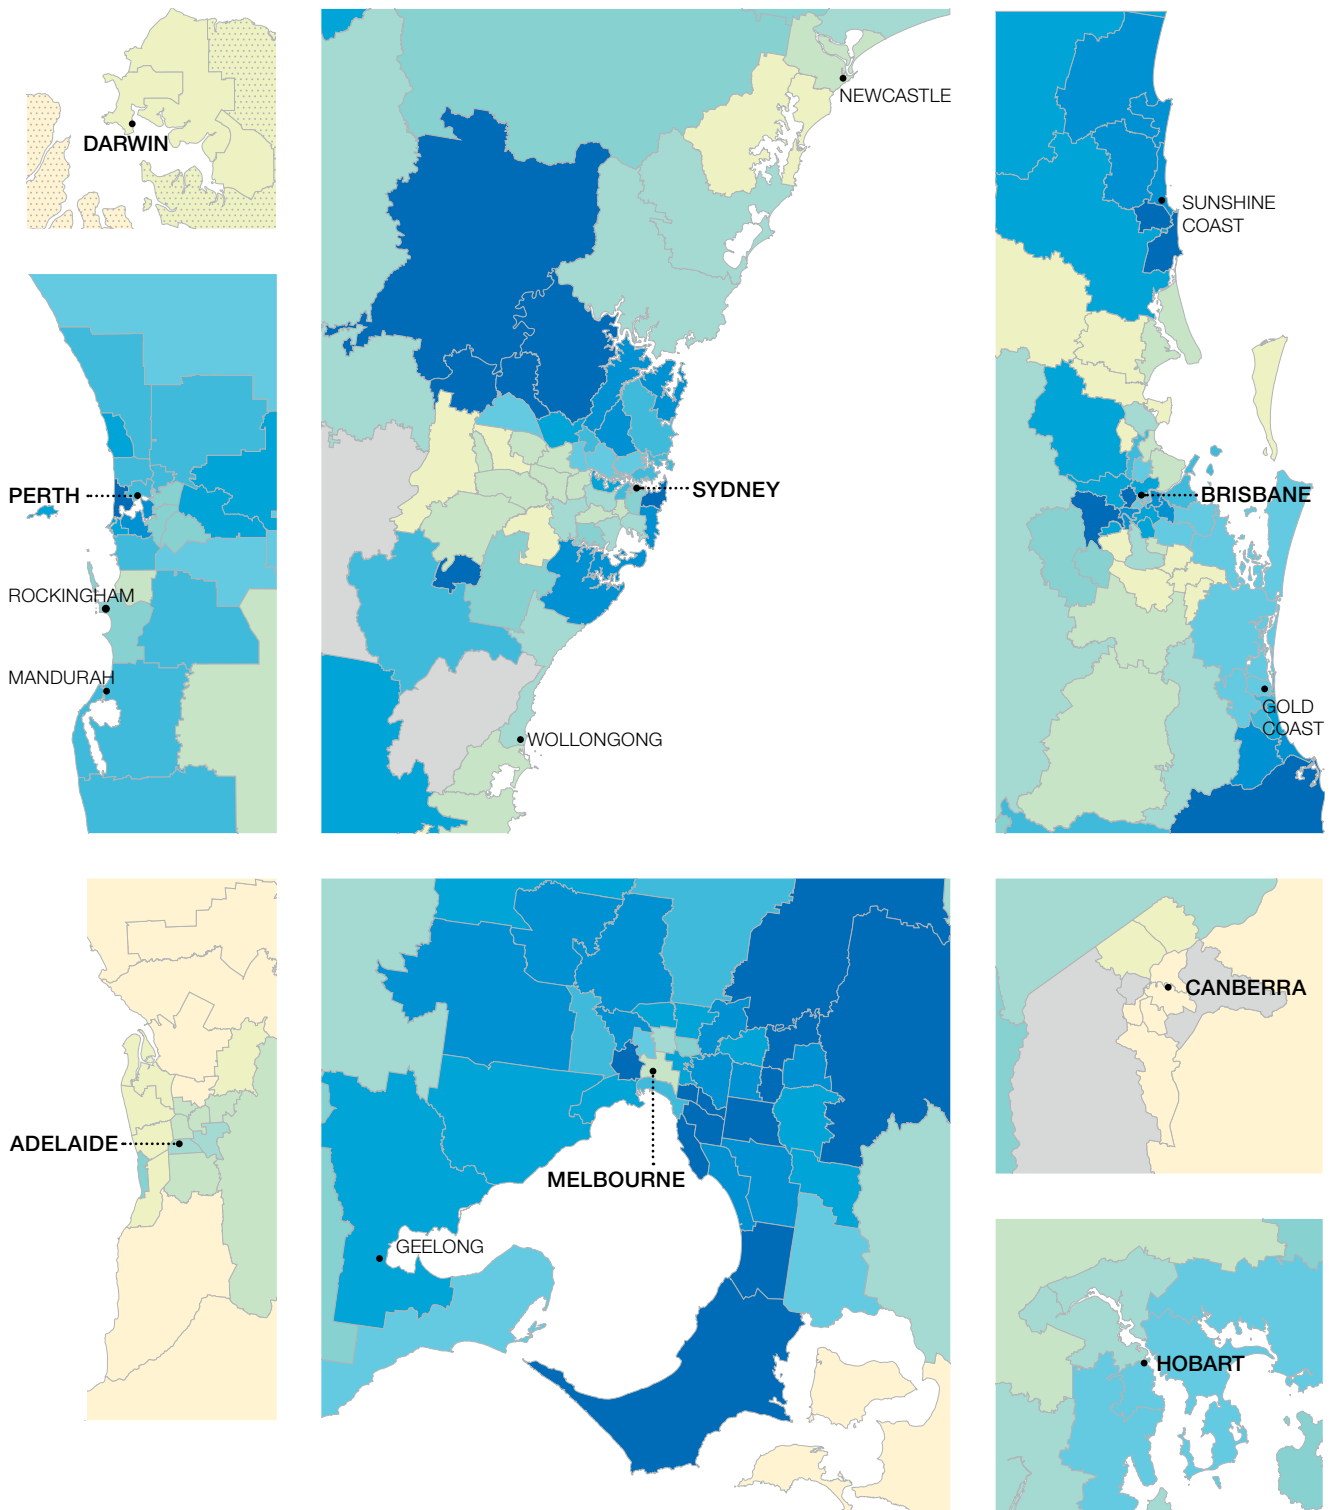 DARWIN
NEWCASTLE
SUNSHINE
COAST
PERTH
SYDNEY
BRISBANE
ROCKINGHAM
MANDURAH
GOLD
COAST
WOLLONGONG
CANBERRA
ADELAIDE
MELBOURNE
GEELONG
HOBART